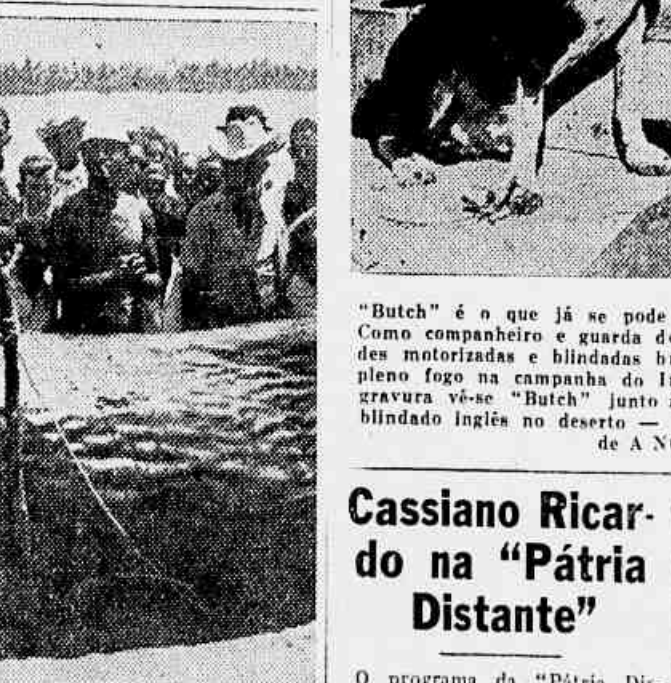 "Butch" é o que já se pode
Como companheiro e guarda
des motorizadas e blindadas
pleno fogo na campanha do
gravura vê-se "Butch" junto
blindado inglês no deserto —
de A
Cassiano Ricar-
do na "Pátria
Distante"
O programa da "Pátria Dis-